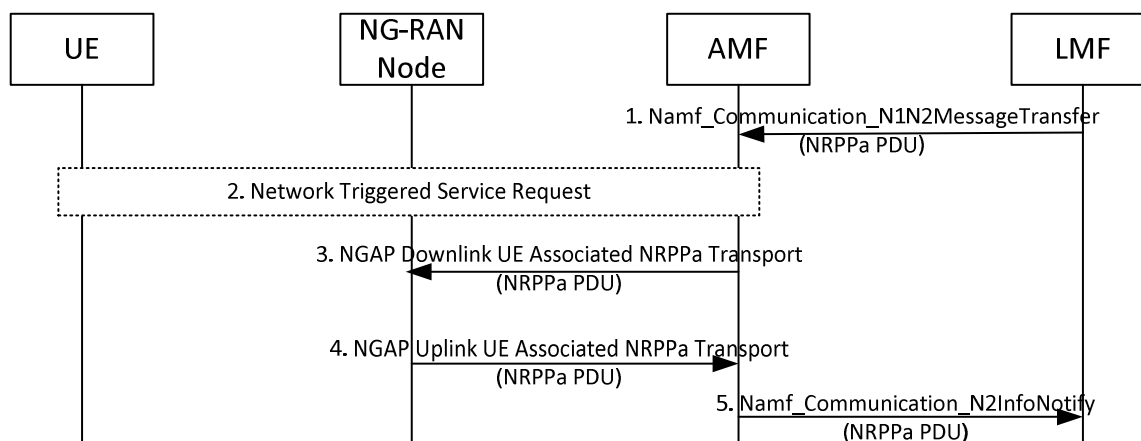 UE
NG-RAN
Node
AMF
LMF
1. Namf_Communication_N1N2MessageTransfer
(NRPPa PDU)
2. Network Triggered Service Request
3. NGAP Downlink UE Associated NRPPa Transport
(NRPPa PDU)
4. NGAP Uplink UE Associated NRPPa Transport
(NRPPa PDU)
5. Namf_Communication_N2InfoNotify
(NRPPa PDU)